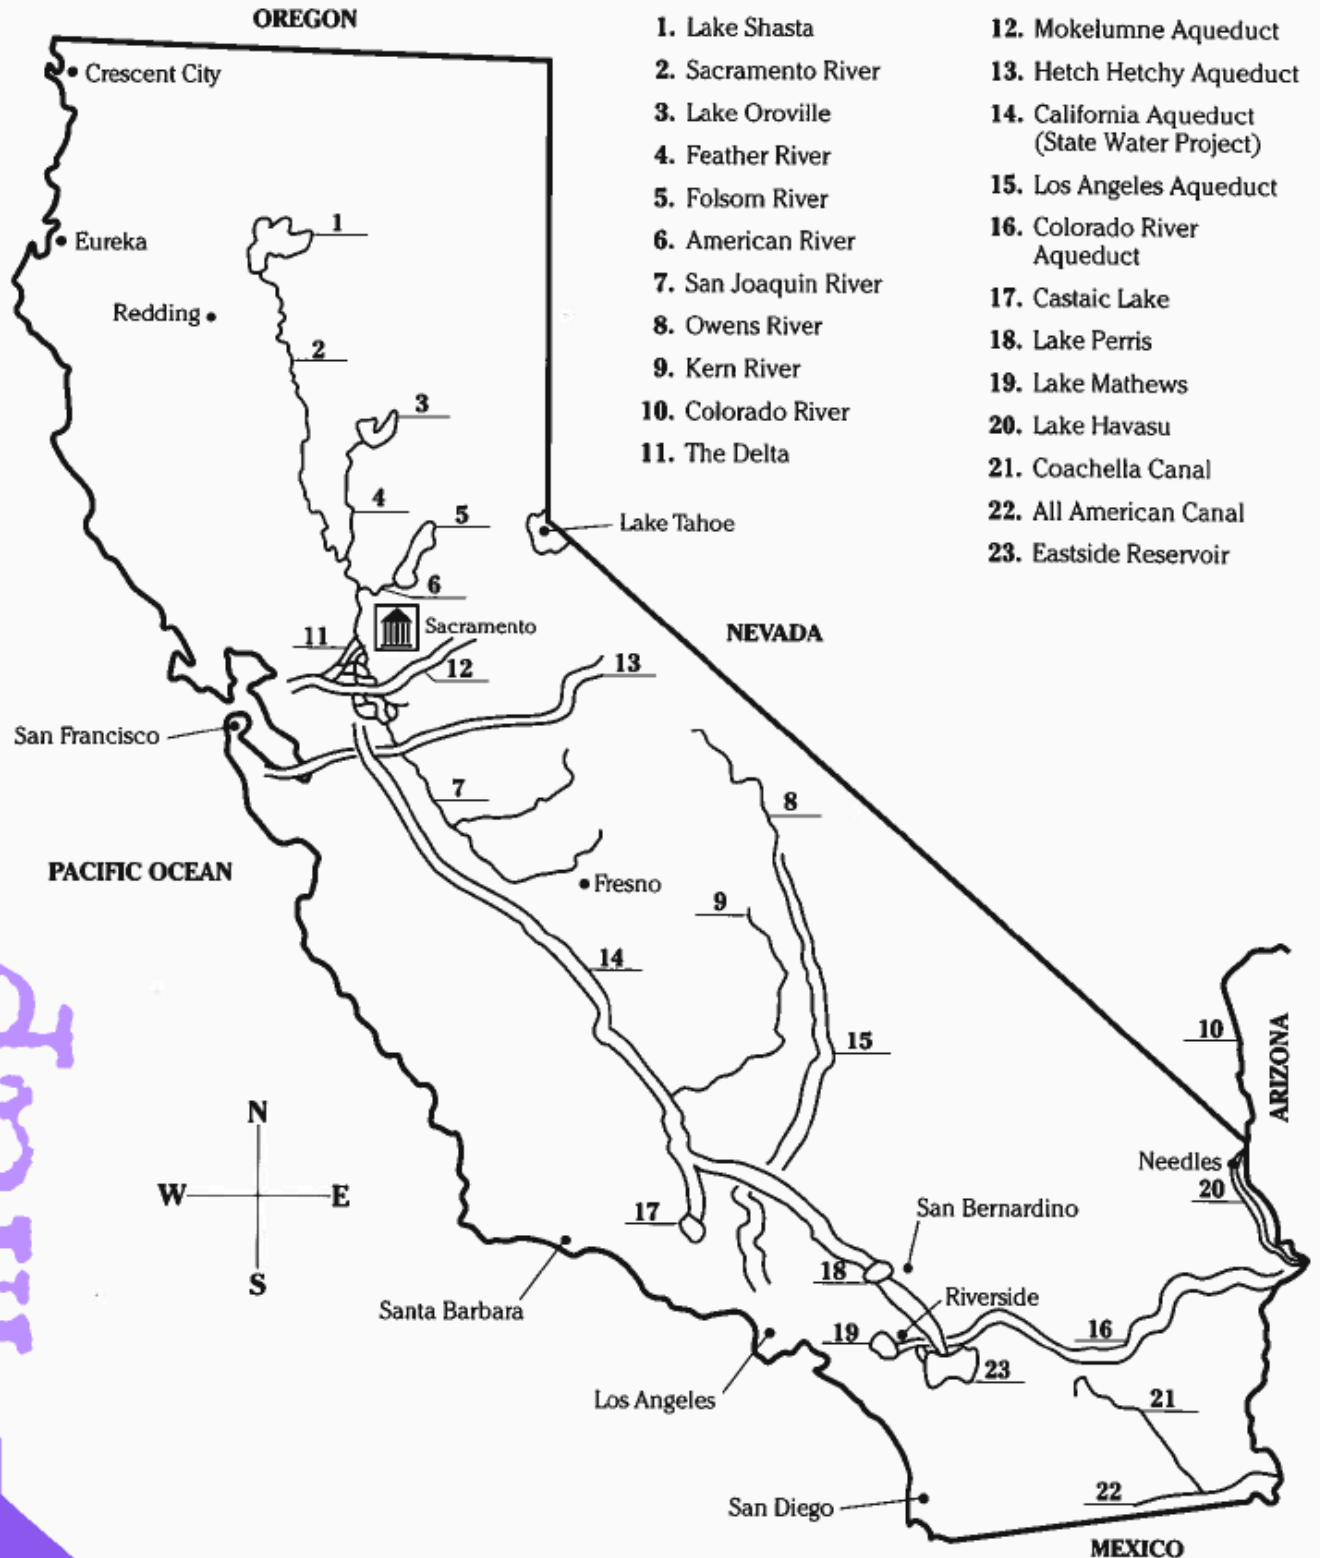 OREGON
1. Lake Shasta
2. Sacramento River
3. Lake Oroville
4. Feather River
5. Folsom River
6. American River
7. San Joaquin River
8. Owens River
9. Kern River
10. Colorado River
11. The Delta
12. Mokelumne Aqueduct
13. Hetch Hetchy Aqueduct
14. California Aqueduct
(State Water Project)
15. Los Angeles Aqueduct
16. Colorado River
Aqueduct
17. Castaic Lake
18. Lake Perris
19. Lake Mathews
20. Lake Havasu
21. Coachella Canal
22. All American Canal
23. Eastside Reservoir
Crescent City
1
Eureka
Redding
2
3
4
5
Lake Tahoe
6
Sacramento
NEVADA
11
12
13
San Francisco
7
8
PACIFIC OCEAN
Fresno
9
14
10
ARIZONA
15
N
W E
S
Needles
20
17
San Bernardino
18
Santa Barbara
Riverside
19
16
23
Los Angeles
21
22
San Diego
MEXICO